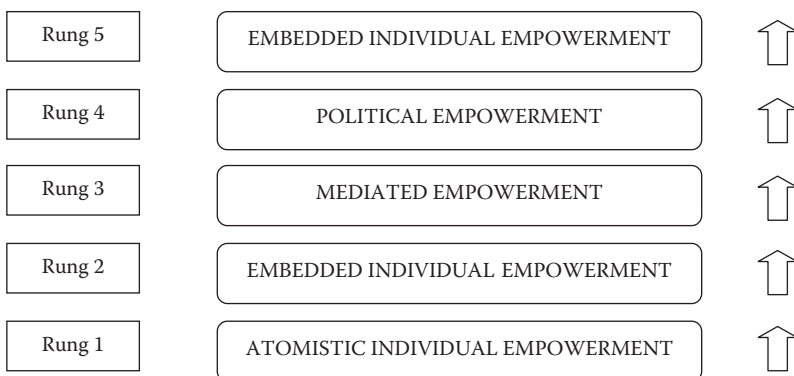 Rung 5 EMBEDDED INDIVIDUAL EMPOWERMENT
Rung 4 POLITICAL EMPOWERMENT
Rung 3 MEDIATED EMPOWERMENT
Rung 2 EMBEDDED INDIVIDUAL EMPOWERMENT
Rung 1 ATOMISTIC INDIVIDUAL EMPOWERMENT